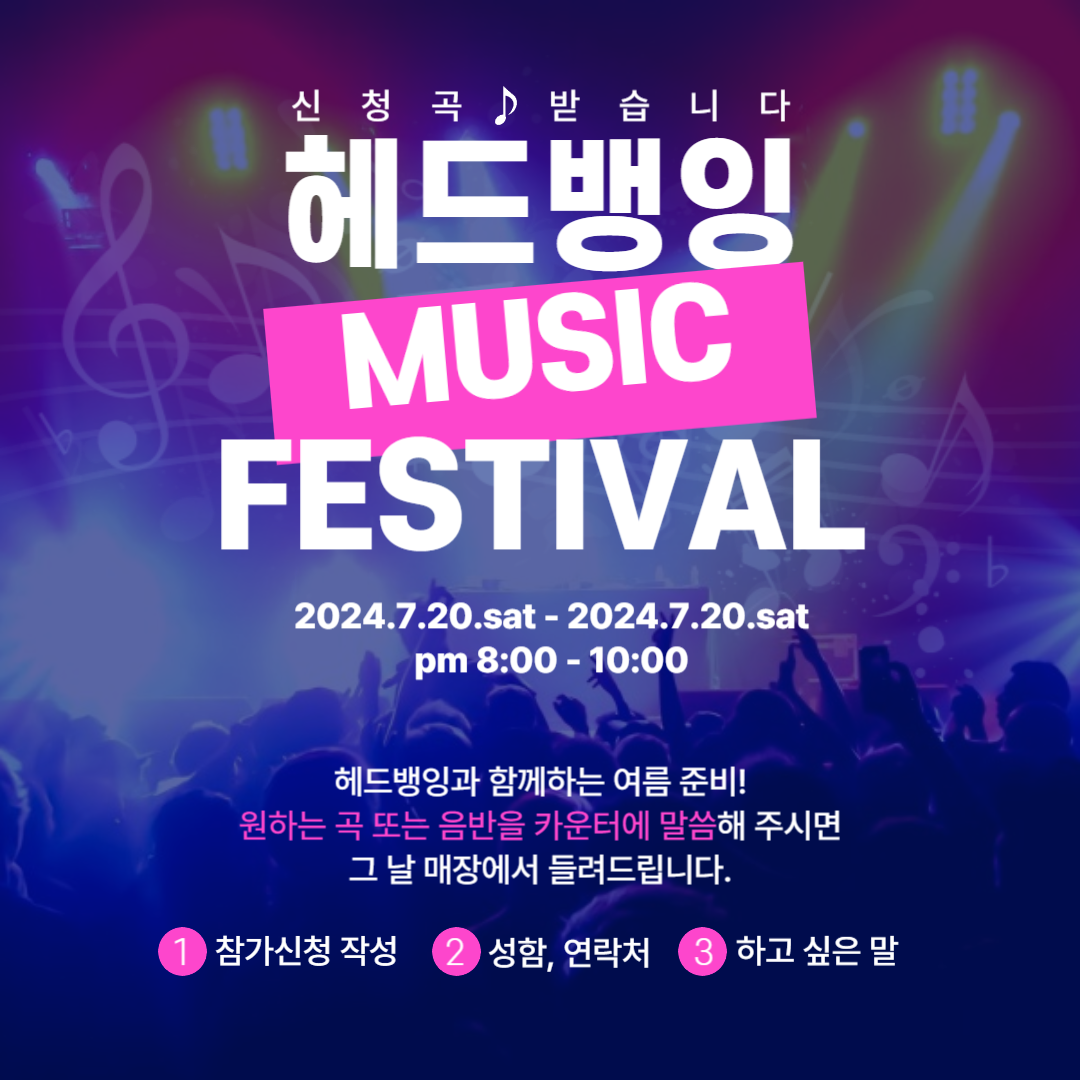 신청곡♪받습니다
헤드뱅잉
MUSIC
FESTIVAL
2024.7.20.sat - 2024.7.20.sat
pm 8:00 - 10:00
헤드뱅잉과 함께하는 여름 준비!
원하는 곡 또는 음반을 카운터에 말씀해 주시면
그 날 매장에서 들려드립니다.
1 참가신청 작성 2 성함, 연락처 3 하고 싶은 말